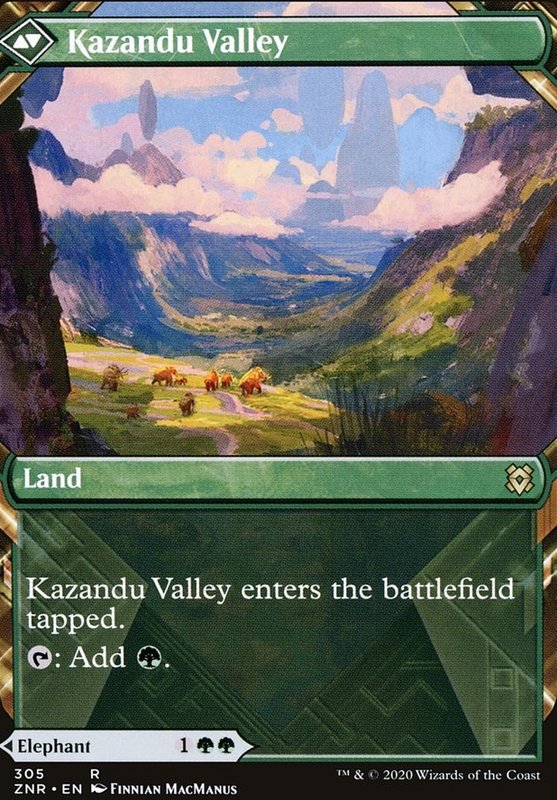 Kazandu Valley
Land
Kazandu Valley enters the battlefield
tapped.
: Add .
Elephant 1
305 R
ZNR • EN Finnian MacManus
™ & © 2020 Wizards of the Coast